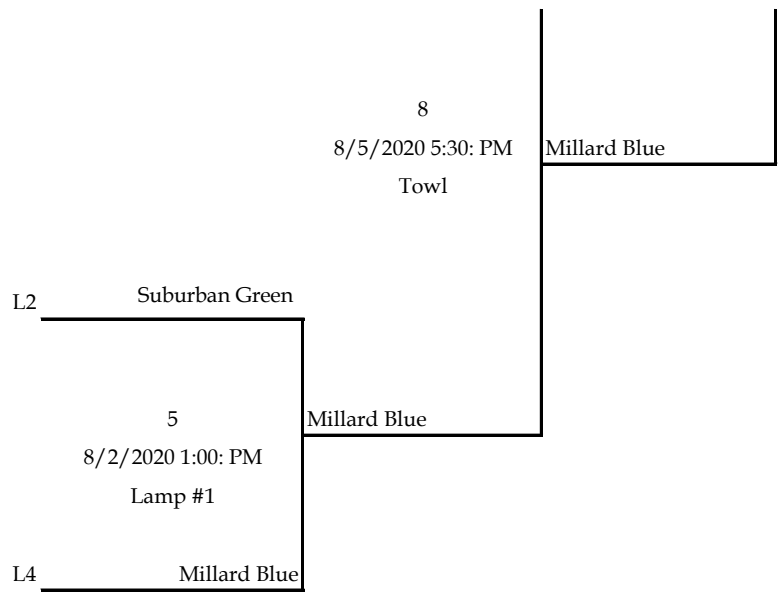 8
8/5/2020 5:30: PM
Millard Blue
Towl
L2
Suburban Green
5
Millard Blue
8/2/2020 1:00: PM
Lamp #1
L4
Millard Blue